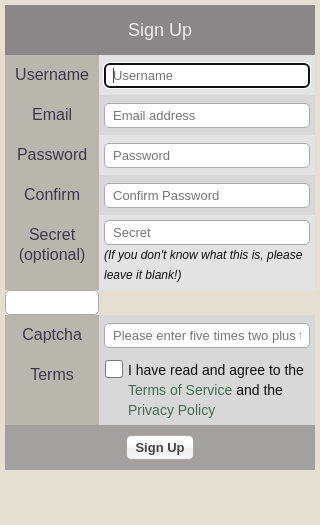 Sign Up
Username
Username
Email
Email address
Password
Password
Confirm
Confirm Password
Secret
(optional)
Secret
(If you don't know what this is, please
leave it blank!)
Captcha
Please enter five times two plus
Terms
I have read and agree to the
Terms of Service and the
Privacy Policy
Sign Up